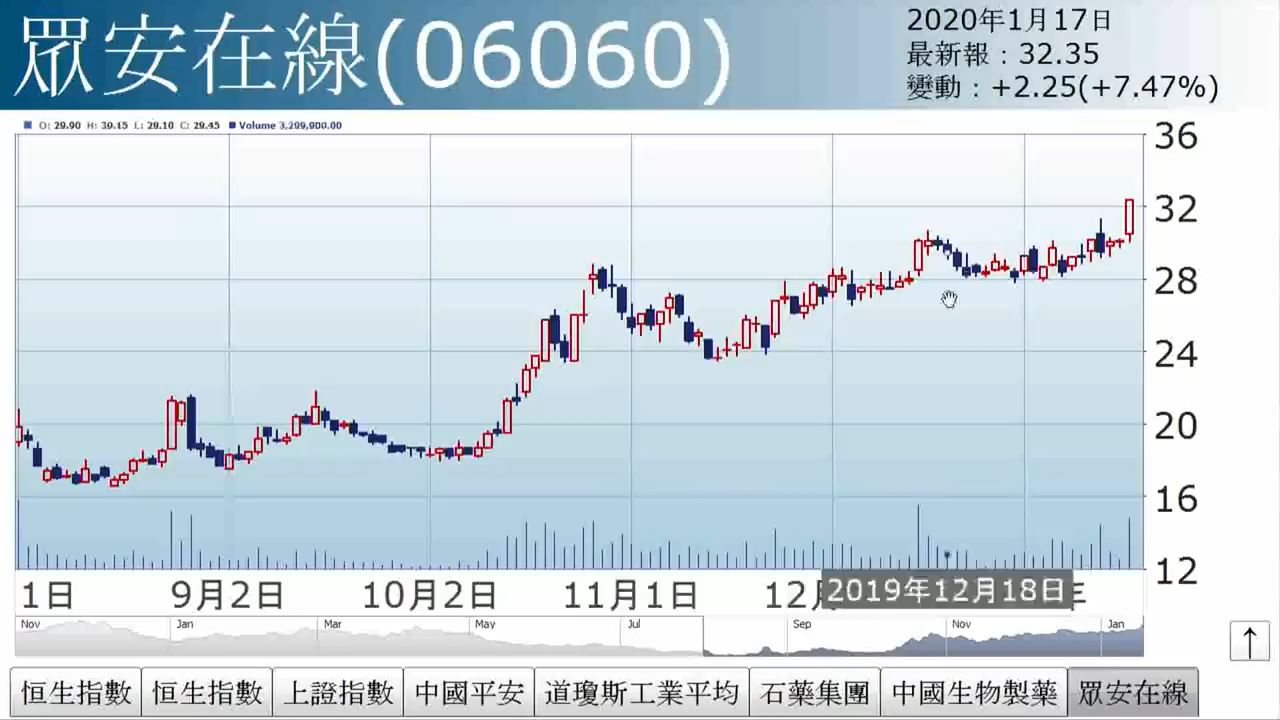 眾安在線(06060)
2020年1月17日
最新報：32.35
變動：+2.25(+7.47%)
O: 29.90 H: 30.15 L: 29.10 C: 29.45 Volume 3,299,900.00
36
32
28
24
20
16
12
1日 9月2日 10月2日 11月1日 12月 2019年12月18日
Nov Jan Mar May Jul Sep Nov Jan
↑
恒生指數 恒生指數 上證指數 中國平安 道瓊斯工業平均 石藥集團 中國生物製藥 眾安在線